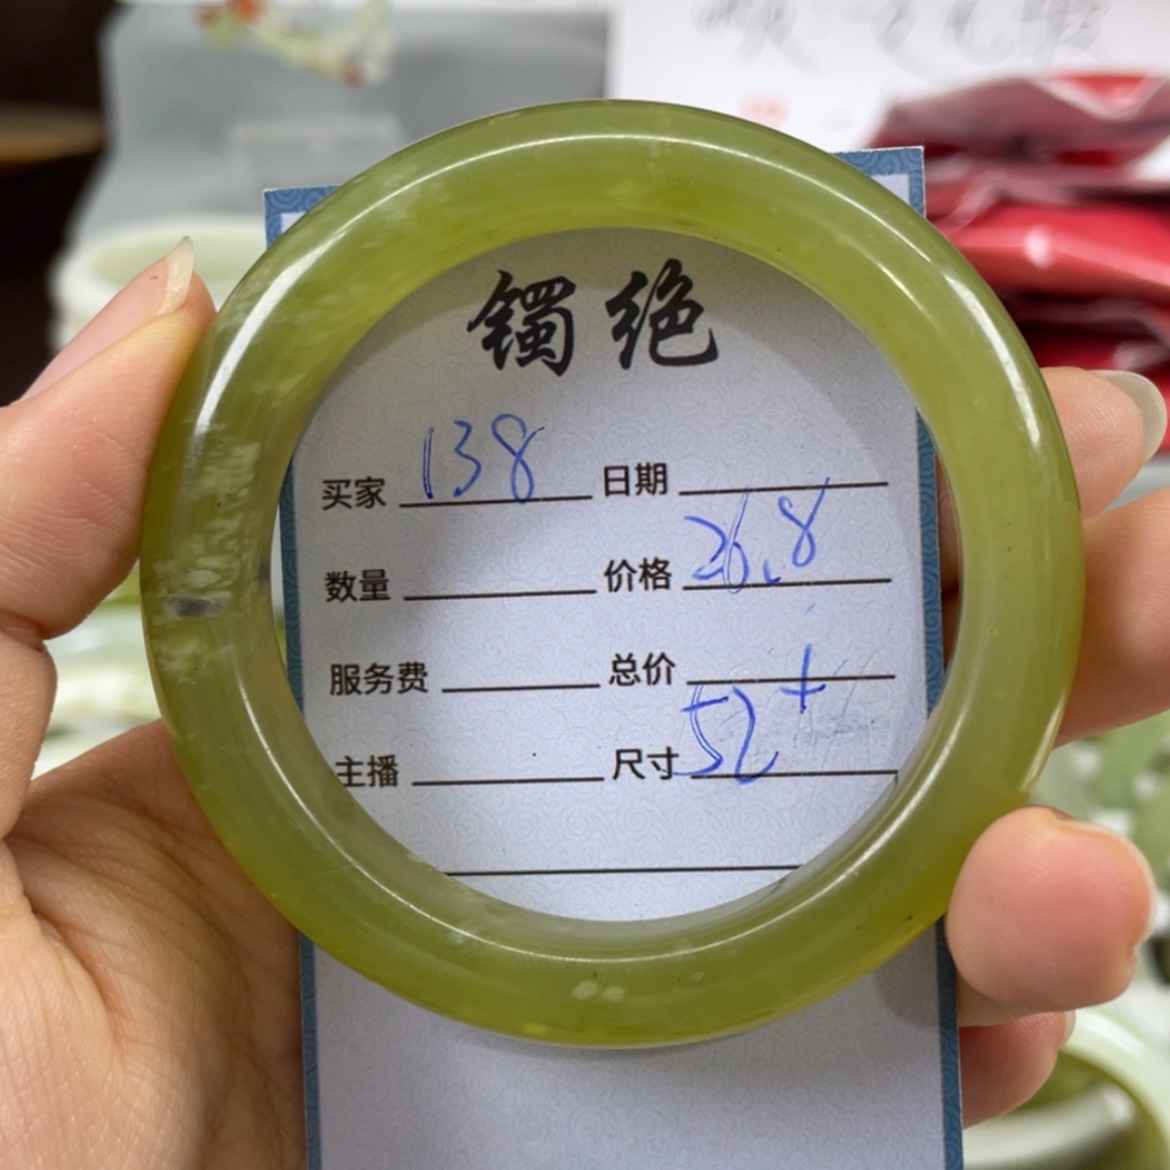 镯绝
买家 138 日期
数量 价格 26.8
服务费 总价
主播 尺寸 52+